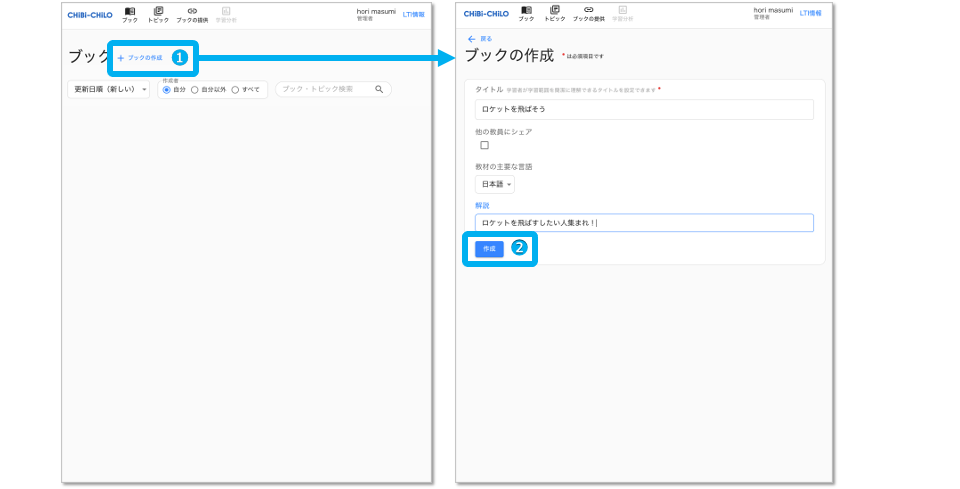 CHiBi-CHiLO ブック トピック ブックの提供 学習分析 hori masumi 管理者 LTI情報
ブック + ブックの作成 1
作成者
更新日順（新しい） 自分 自分以外 すべて ブック・トピック検索
CHiBi-CHiLO ブック トピック ブックの提供 学習分析 hori masumi 管理者 LTI情報
戻る
ブックの作成 * は必須項目です
タイトル 学習者が学習範囲を簡潔に理解できるタイトルを設定できます *
ロケットを飛ばそう
他の教員にシェア
教材の主要な言語
日本語
解説
ロケットを飛ばすしたい人集まれ！
作成 2